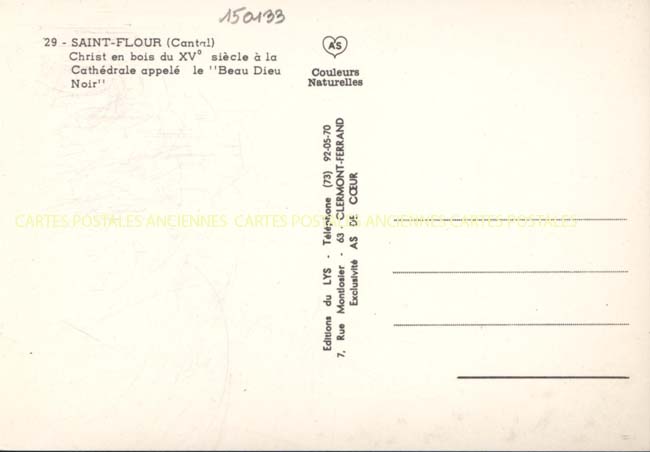 150133
29 - SAINT-FLOUR (Cantal)
Christ en bois du XV° siècle à la
Cathédrale appelé le "Beau Dieu
Noir"
AS
Couleurs
Naturelles
Editions du LYS - Téléphone (73) 92-05-70
7, Rue Montlosier - 63 - CLERMONT-FERRAND
Exclusivité AS DE CŒUR
CARTES POSTALES ANCIENNES CARTES POSTALES ANCIENNES CARTES POSTALES